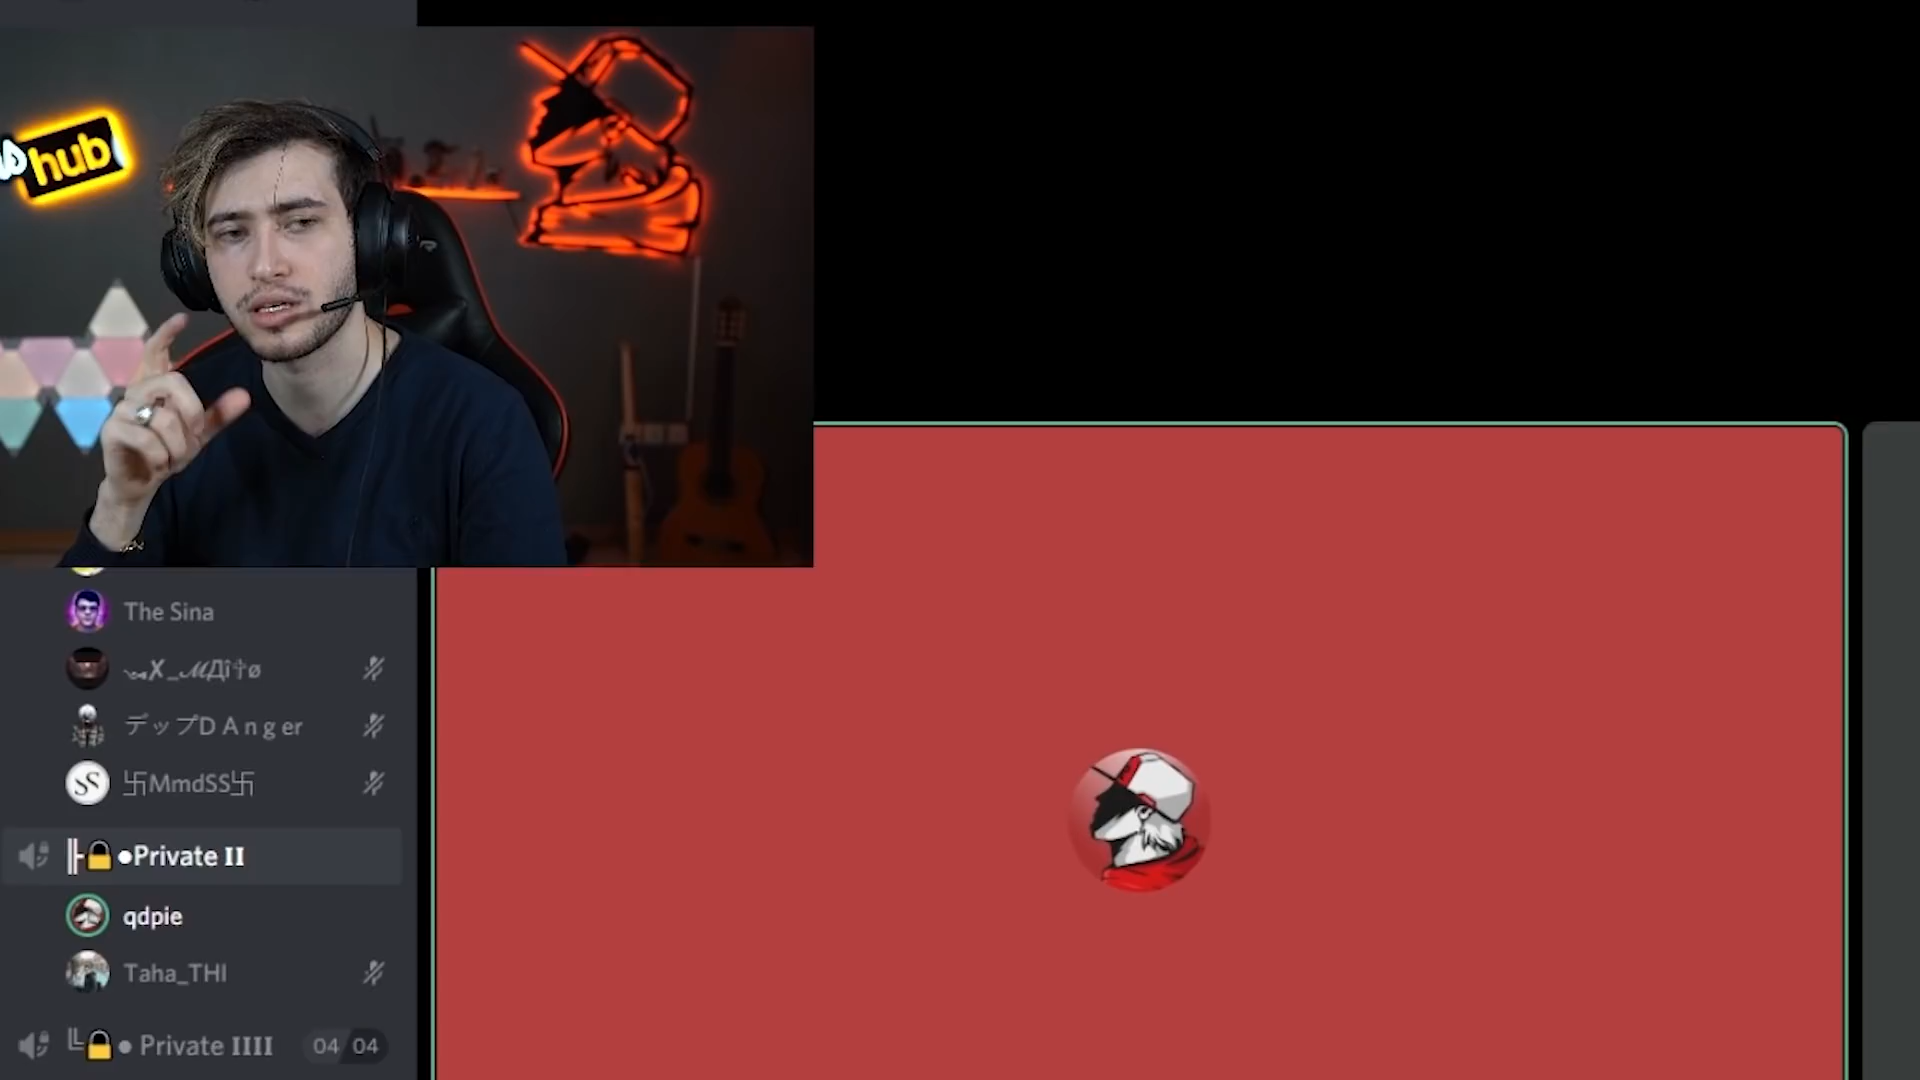 hub
The Sina
デップD A n g er
卐MmdSS卐
●Private II
qdpie
Taha_THI
● Private IIII 04 04